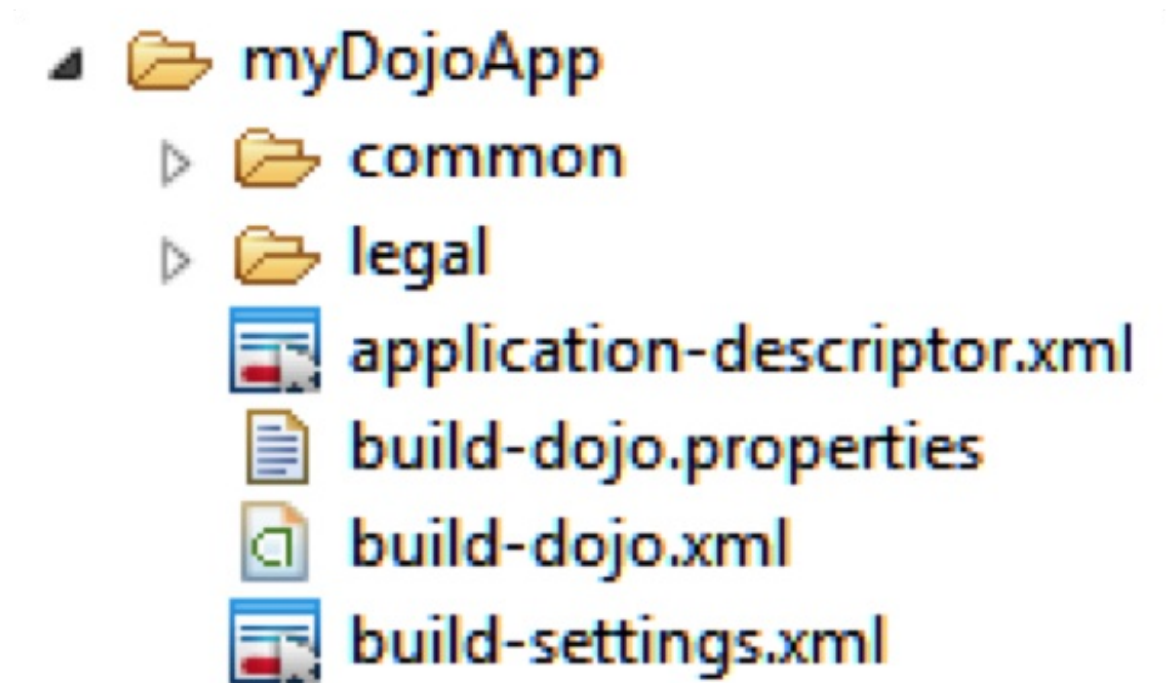 myDojoApp
common
legal
application-descriptor.xml
build-dojo.properties
build-dojo.xml
build-settings.xml